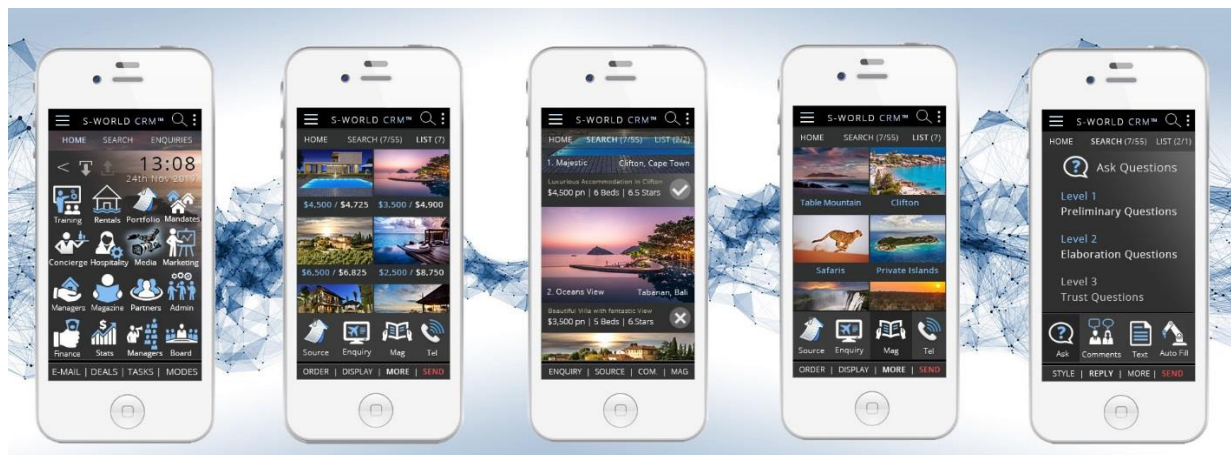 S-WORLD CRM™
HOME SEARCH ENQUIRIES
13:08
24th Nov 2019
Training Rentals Portfolio Mandates
Concierge Hospitality Media Marketing
Managers Magazine Partners Admin
Finance Stats Managers Board
E-MAIL | DEALS | TASKS | MODES
S-WORLD CRM™
HOME SEARCH (7/55) LIST (7)
$4,500 / $4,725 $3,500 / $4,900
$6,500 / $6,825 $2,500 / $8,750
Source Enquiry Mag Tel
ORDER | DISPLAY | MORE | SEND
S-WORLD CRM™
HOME SEARCH (7/55) LIST (2/2)
1. Majestic Clifton, Cape Town
Luxurious Accommodation in Clifton
$4,500 pn | 6 Beds | 6.5 Stars
2. Oceans View Tabanan, Bali
Beautiful Villa with fantastic View
$3,500 pn | 5 Beds | 6 Stars
ENQUIRY | SOURCE | COM. | MAG
S-WORLD CRM™
HOME SEARCH (7/55) LIST (7)
Table Mountain Clifton
Safaris Private Islands
Source Enquiry Mag Tel
ORDER | DISPLAY | MORE | SEND
S-WORLD CRM™
HOME SEARCH (7/55) LIST (2/1)
? Ask Questions
Level 1
Preliminary Questions
Level 2
Elaboration Questions
Level 3
Trust Questions
Ask Comments Text Auto Fill
STYLE | REPLY | MORE | SEND